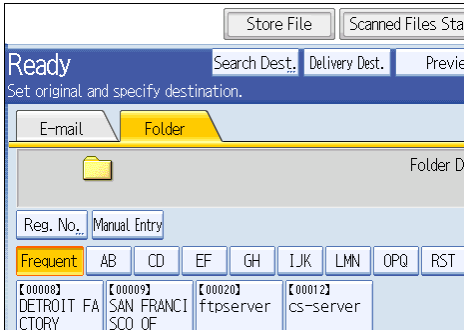 Store File Scanned Files Sta
Ready Search Dest. Delivery Dest. Previe
Set original and specify destination.
E-mail Folder
Folder D
Reg. No. Manual Entry
Frequent AB CD EF GH IJK LMN OPQ RST
【00008】 【00009】 【00020】 【00012】
DETROIT FA SAN FRANCI ftpserver cs-server
CTORY SCO OF